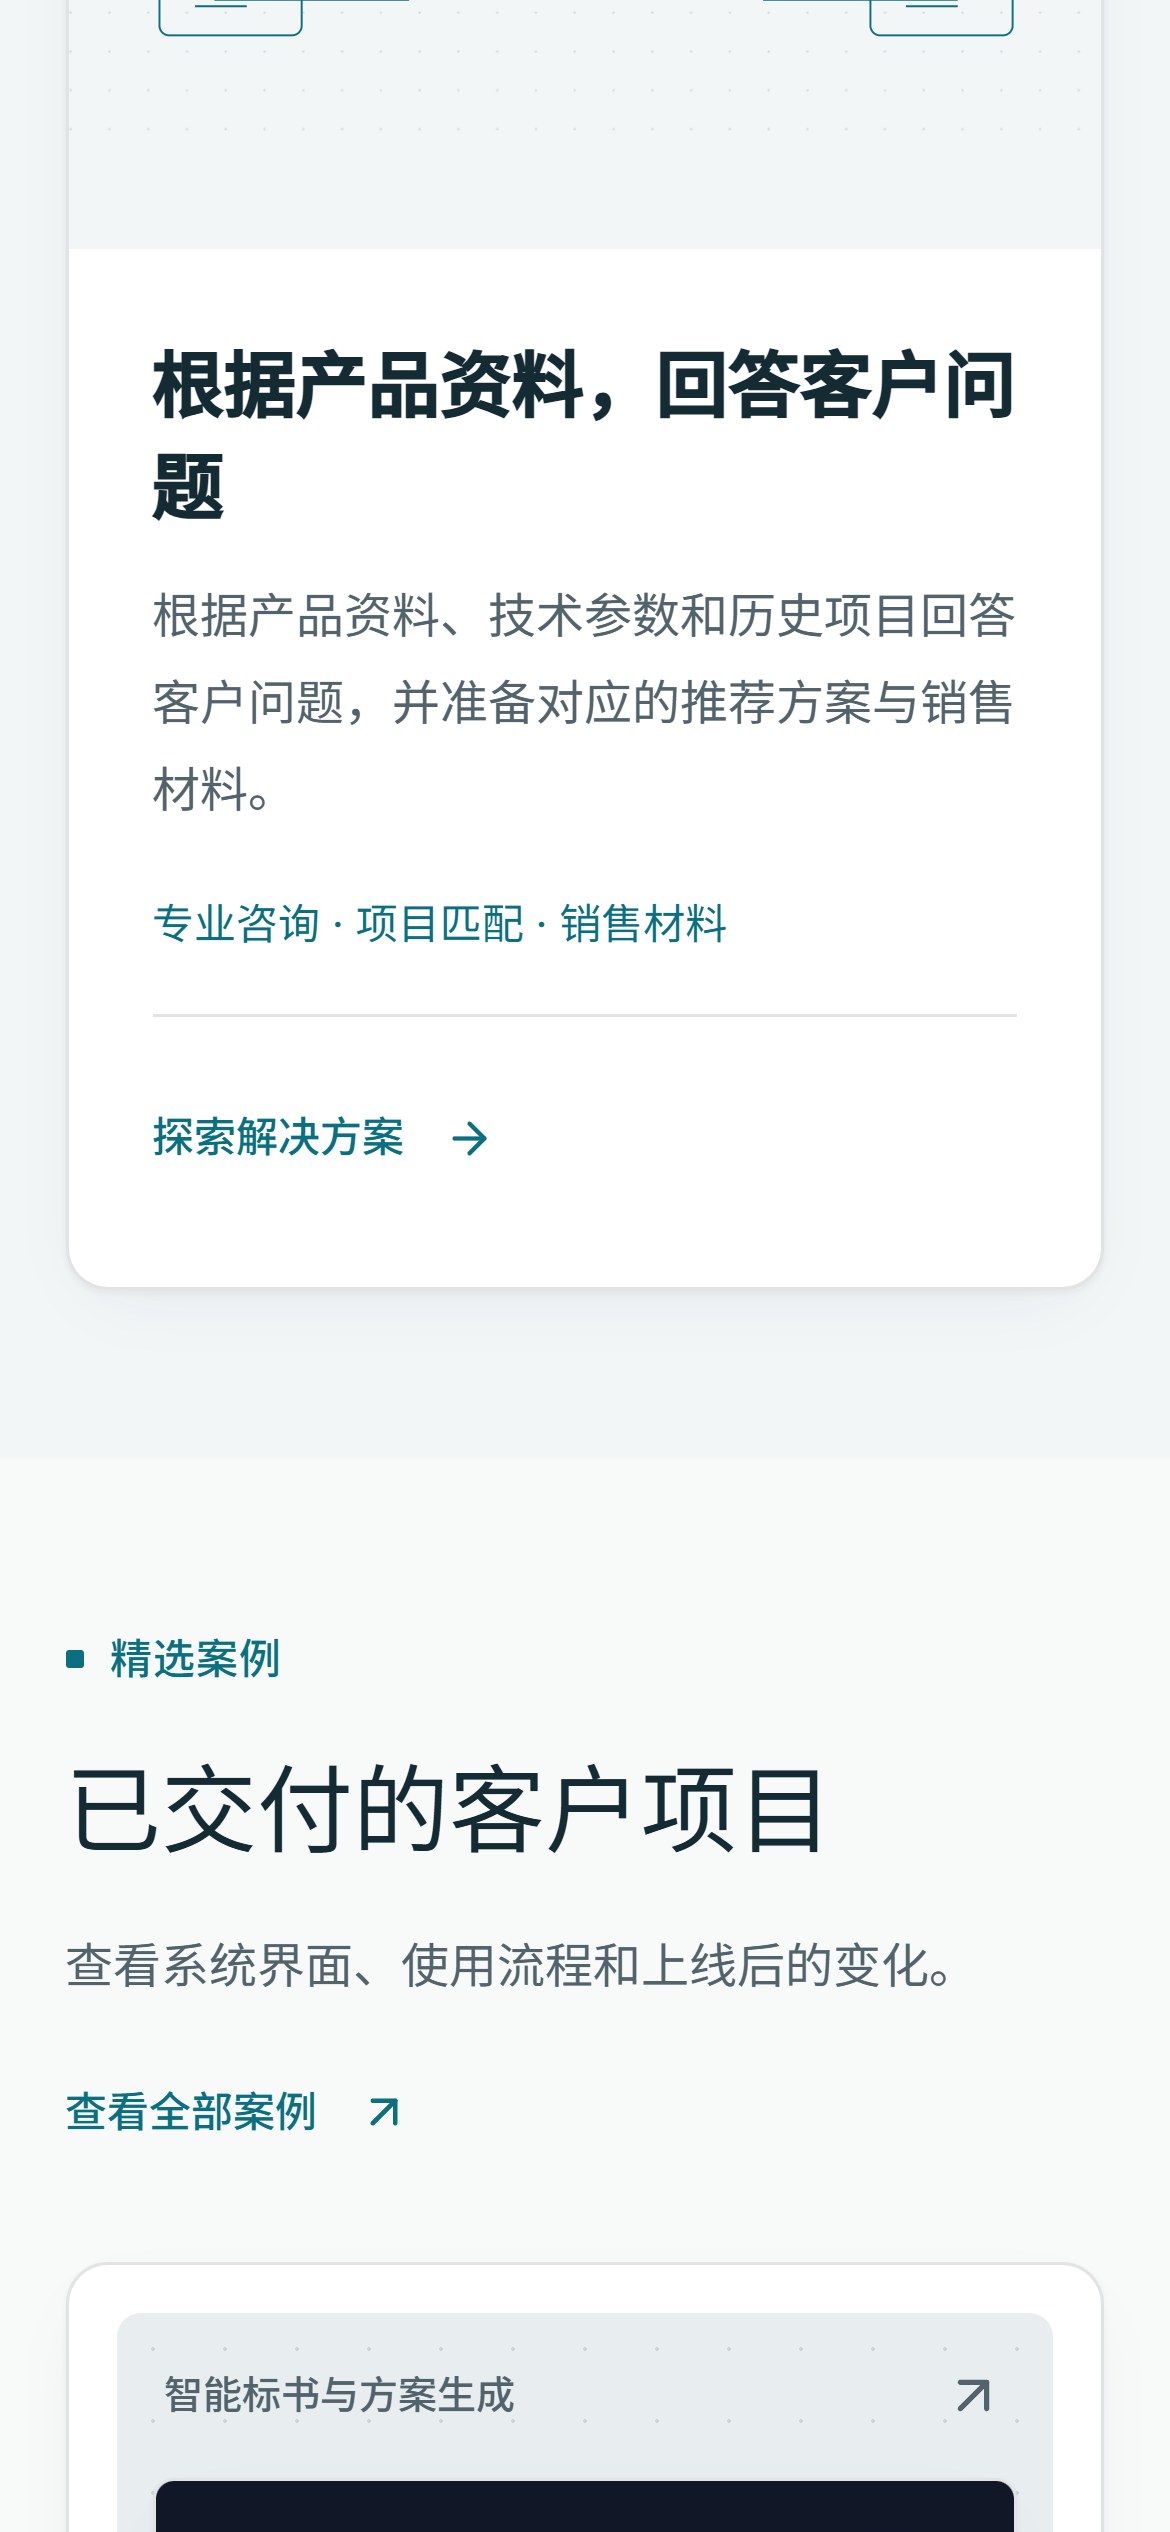 根据产品资料，回答客户问
题
根据产品资料、技术参数和历史项目回答
客户问题，并准备对应的推荐方案与销售
材料。
专业咨询 · 项目匹配 · 销售材料
探索解决方案
精选案例
已交付的客户项目
查看系统界面、使用流程和上线后的变化。
查看全部案例
智能标书与方案生成